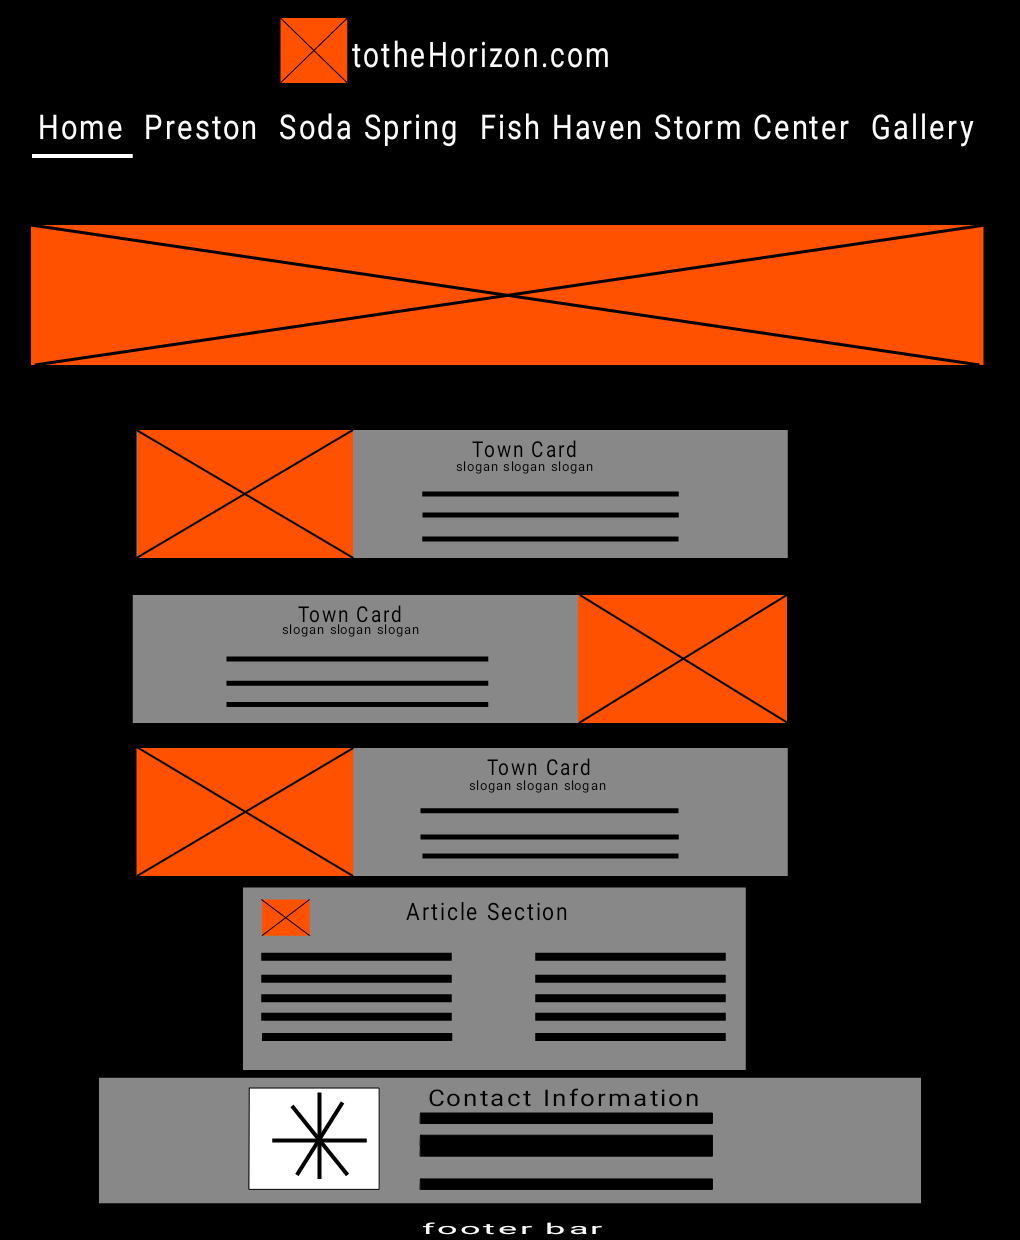 totheHorizon.com
Home Preston Soda Spring Fish Haven Storm Center Gallery
Town Card
slogan slogan slogan
Town Card
slogan slogan slogan
Town Card
slogan slogan slogan
Article Section
Contact Information
footer bar